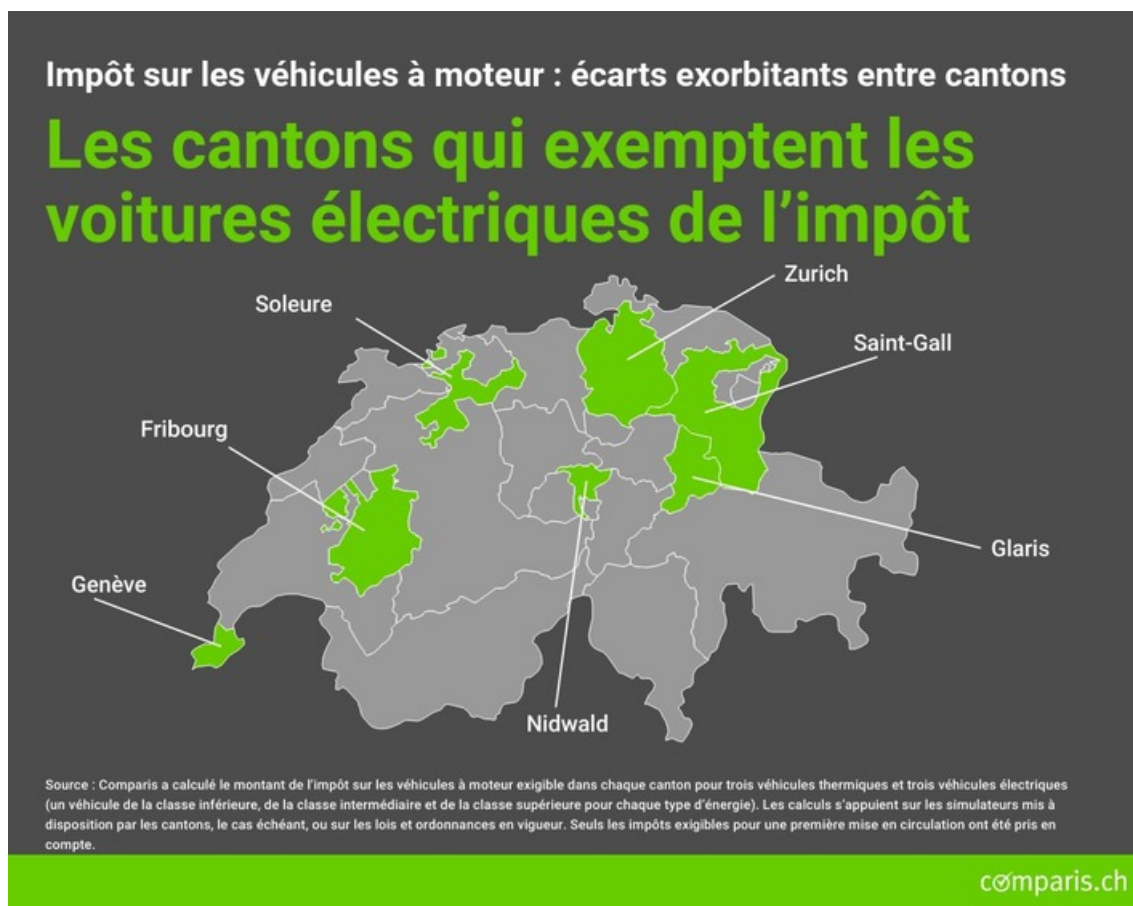 Impôt sur les véhicules à moteur : écarts exorbitants entre cantons
Les cantons qui exemptent les
voitures électriques de l'impôt
Zurich
Soleure
Saint-Gall
Fribourg
Glaris
Genève
Nidwald
Source : Comparis a calculé le montant de l'impôt sur les véhicules à moteur exigible dans chaque canton pour trois véhicules thermiques et trois véhicules électriques
(un véhicule de la classe inférieure, de la classe intermédiaire et de la classe supérieure pour chaque type d'énergie). Les calculs s'appuient sur les simulateurs mis à
disposition par les cantons, le cas échéant, ou sur les lois et ordonnances en vigueur. Seuls les impôts exigibles pour une première mise en circulation ont été pris en
compte.
comparis.ch